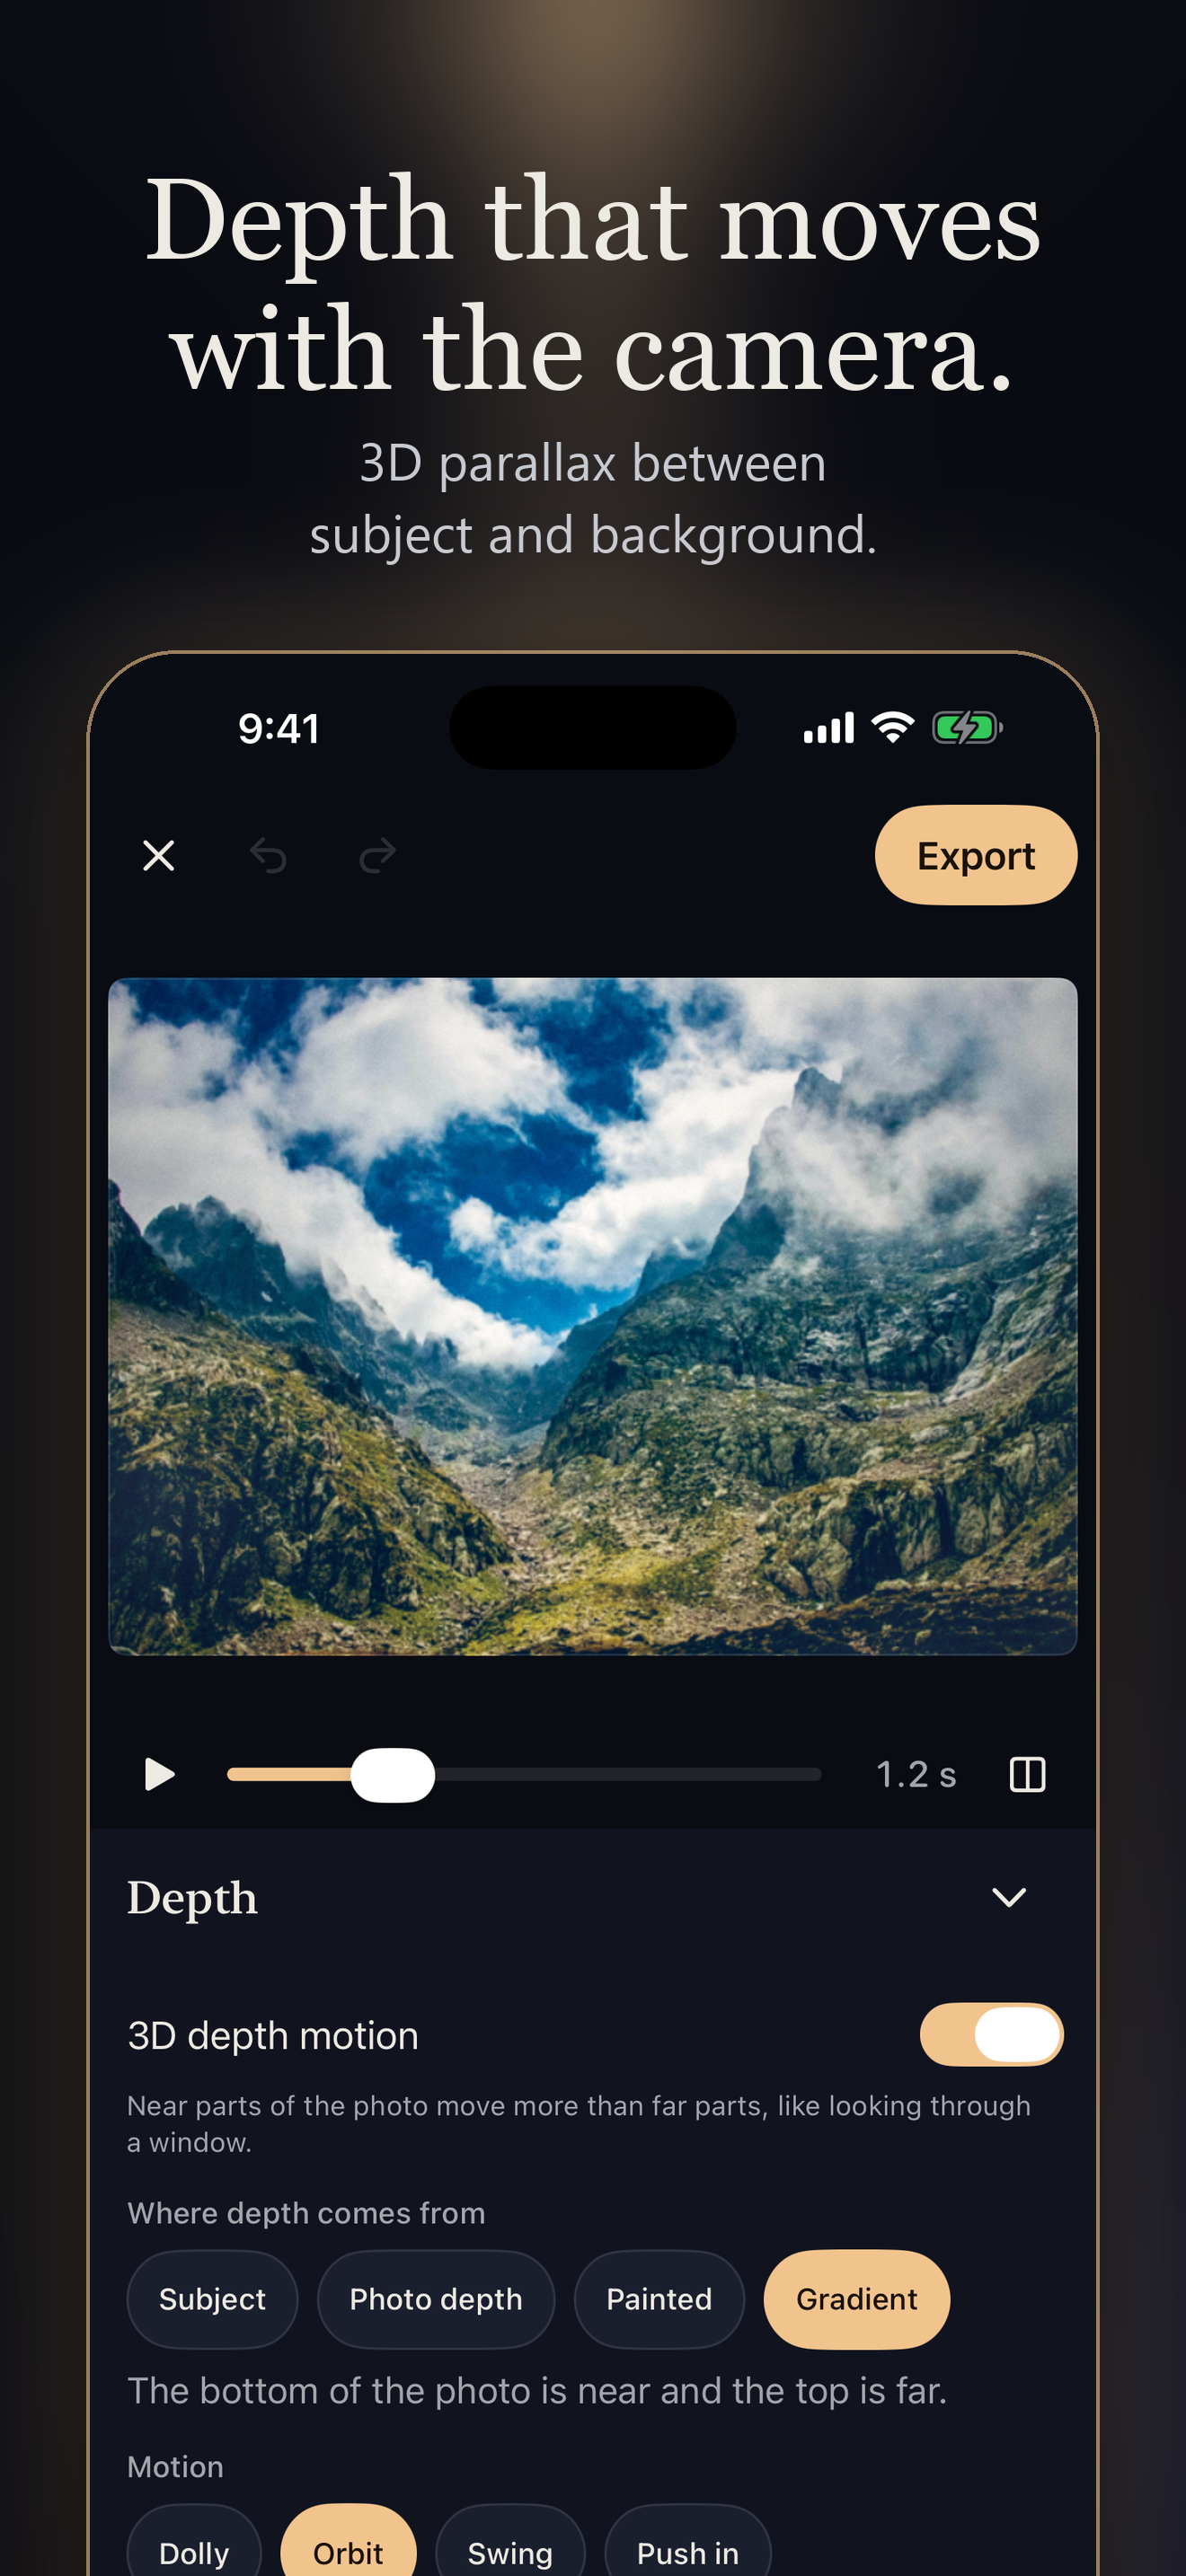 Depth that moves
with the camera.
3D parallax between
subject and background.
9:41
Export
1.2 s
Depth
3D depth motion
Near parts of the photo move more than far parts, like looking through
a window.
Where depth comes from
Subject Photo depth Painted Gradient
The bottom of the photo is near and the top is far.
Motion
Dolly Orbit Swing Push in